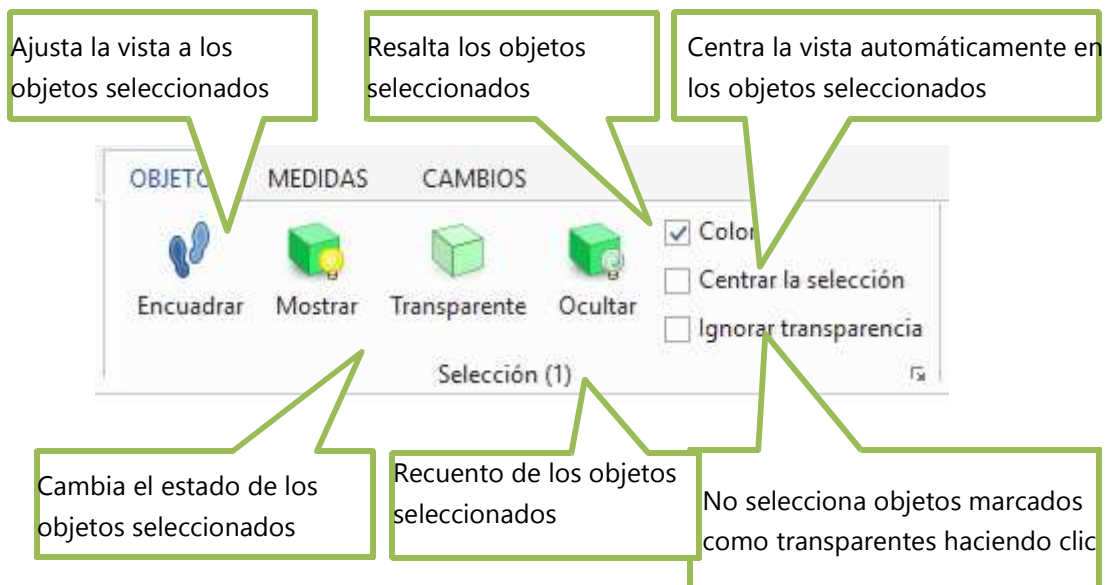 Ajusta la vista a los
objetos seleccionados
Resalta los objetos
seleccionados
Centra la vista automáticamente en
los objetos seleccionados
OBJETO
MEDIDAS
CAMBIOS
Encuadrar
Mostrar
Transparente
Ocultar
Color
Centrar la selección
Ignorar transparencia
Selección (1)
Cambia el estado de los
objetos seleccionados
Recuento de los objetos
seleccionados
No selecciona objetos marcados
como transparentes haciendo clic